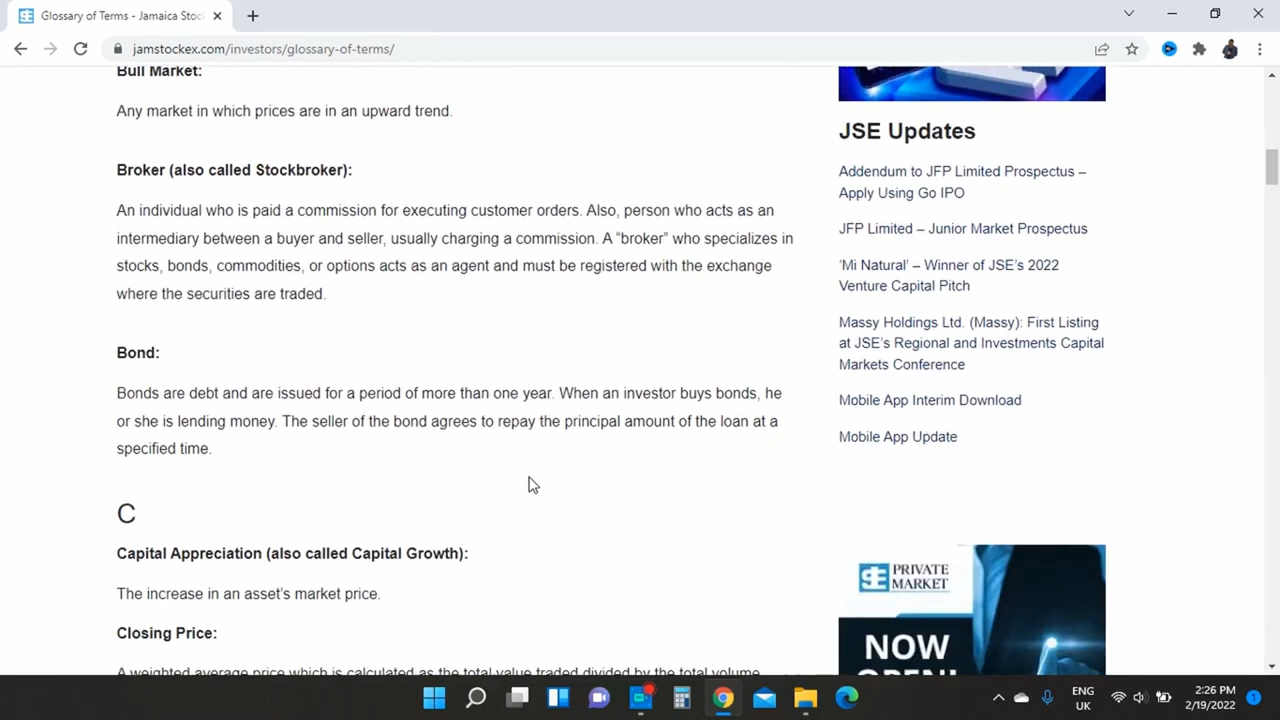 Glossary of Terms - Jamaica Stoc
jamstockex.com/investors/glossary-of-terms/
Bull Market:
Any market in which prices are in an upward trend.
Broker (also called Stockbroker):
An individual who is paid a commission for executing customer orders. Also, person who acts as an
intermediary between a buyer and seller, usually charging a commission. A “broker” who specializes in
stocks, bonds, commodities, or options acts as an agent and must be registered with the exchange
where the securities are traded.
Bond:
Bonds are debt and are issued for a period of more than one year. When an investor buys bonds, he
or she is lending money. The seller of the bond agrees to repay the principal amount of the loan at a
specified time.
C
Capital Appreciation (also called Capital Growth):
The increase in an asset’s market price.
Closing Price:
A weighted average price which is calculated as the total value traded divided by the total volume
JSE Updates
Addendum to JFP Limited Prospectus –
Apply Using Go IPO
JFP Limited – Junior Market Prospectus
‘Mi Natural’ – Winner of JSE’s 2022
Venture Capital Pitch
Massy Holdings Ltd. (Massy): First Listing
at JSE’s Regional and Investments Capital
Markets Conference
Mobile App Interim Download
Mobile App Update
PRIVATE
MARKET
NOW
OPEN!
ENG
UK
2:26 PM
2/19/2022
1